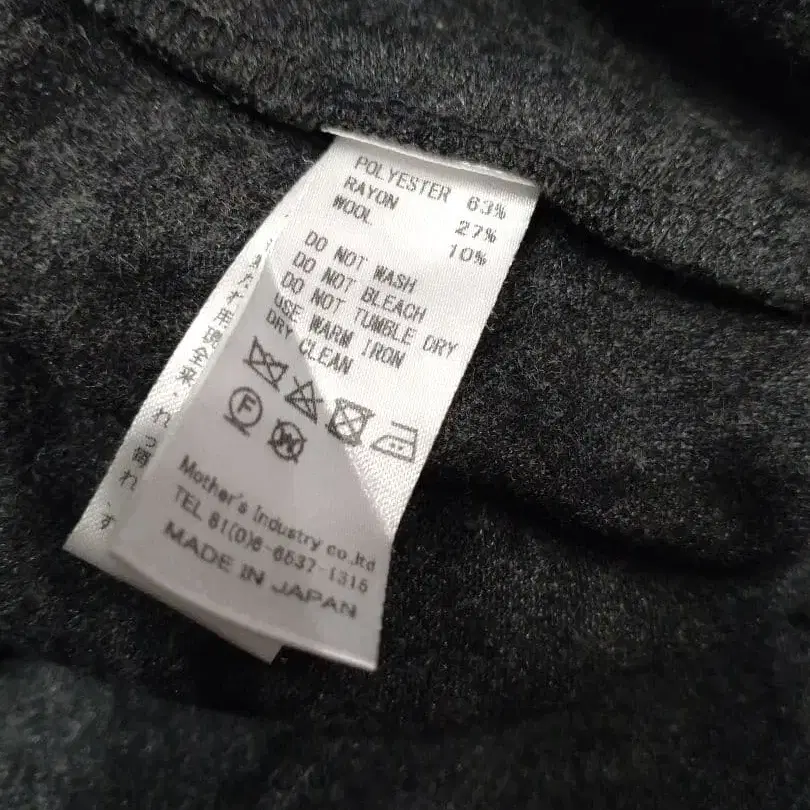 POLYESTER 63%
RAYON 27%
WOOL 10%
DO NOT WASH
DO NOT BLEACH
DO NOT TUMBLE DRY
USE WARM IRON
DRY CLEAN
F
W
Mother's Industry co.,ltd
TEL 81(0)6-6537-1315
MADE IN JAPAN